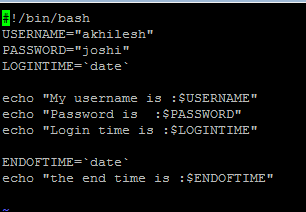 #!/bin/bash
USERNAME="akhilesh"
PASSWORD="joshi"
LOGINTIME=`date`
echo "My username is :$USERNAME"
echo "Password is  :$PASSWORD"
echo "Login time is :$LOGINTIME"
ENDOFTIME=`date`
echo "the end time is :$ENDOFTIME"
~